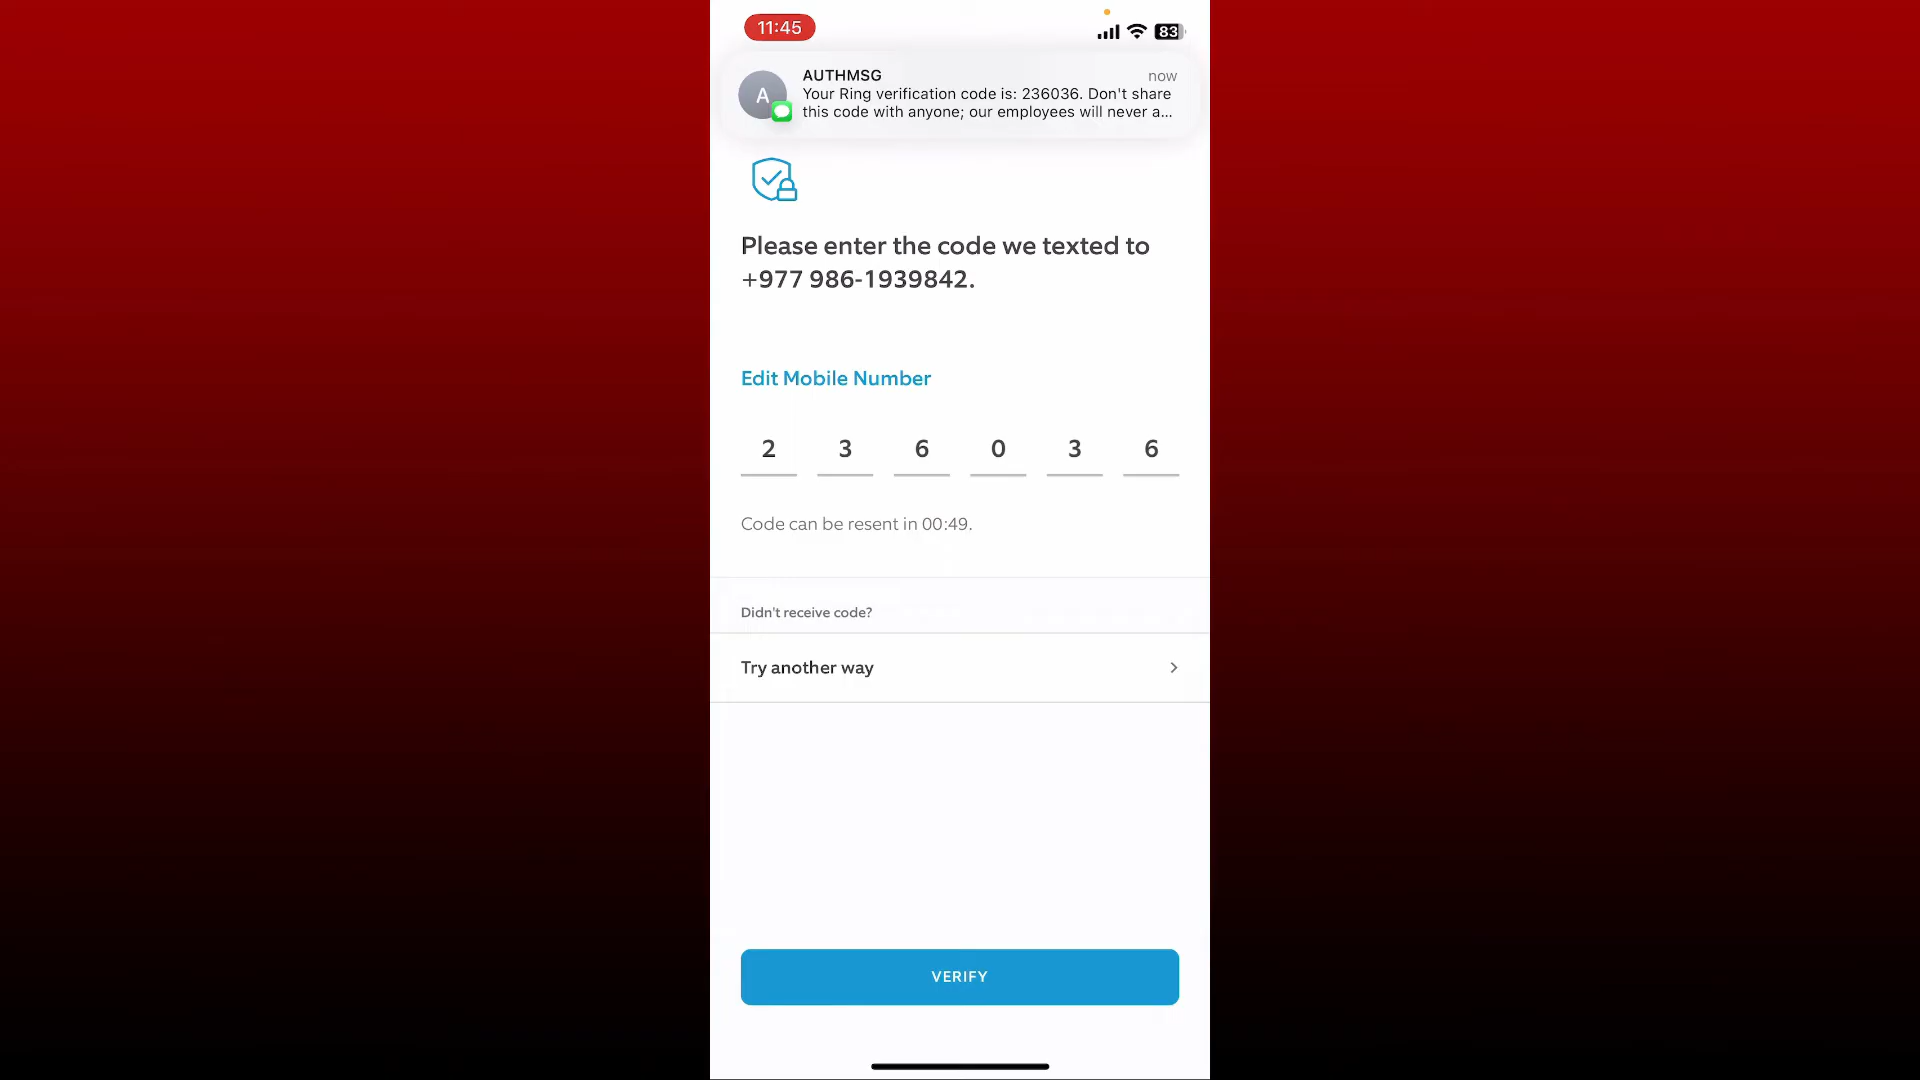 11:45
83
AUTHMSG
now
A
Your Ring verification code is: 236036. Don't share
this code with anyone; our employees will never a...
Please enter the code we texted to
+977 986-1939842.
Edit Mobile Number
2 3 6 0 3 6
Code can be resent in 00:49.
Didn't receive code?
Try another way
VERIFY